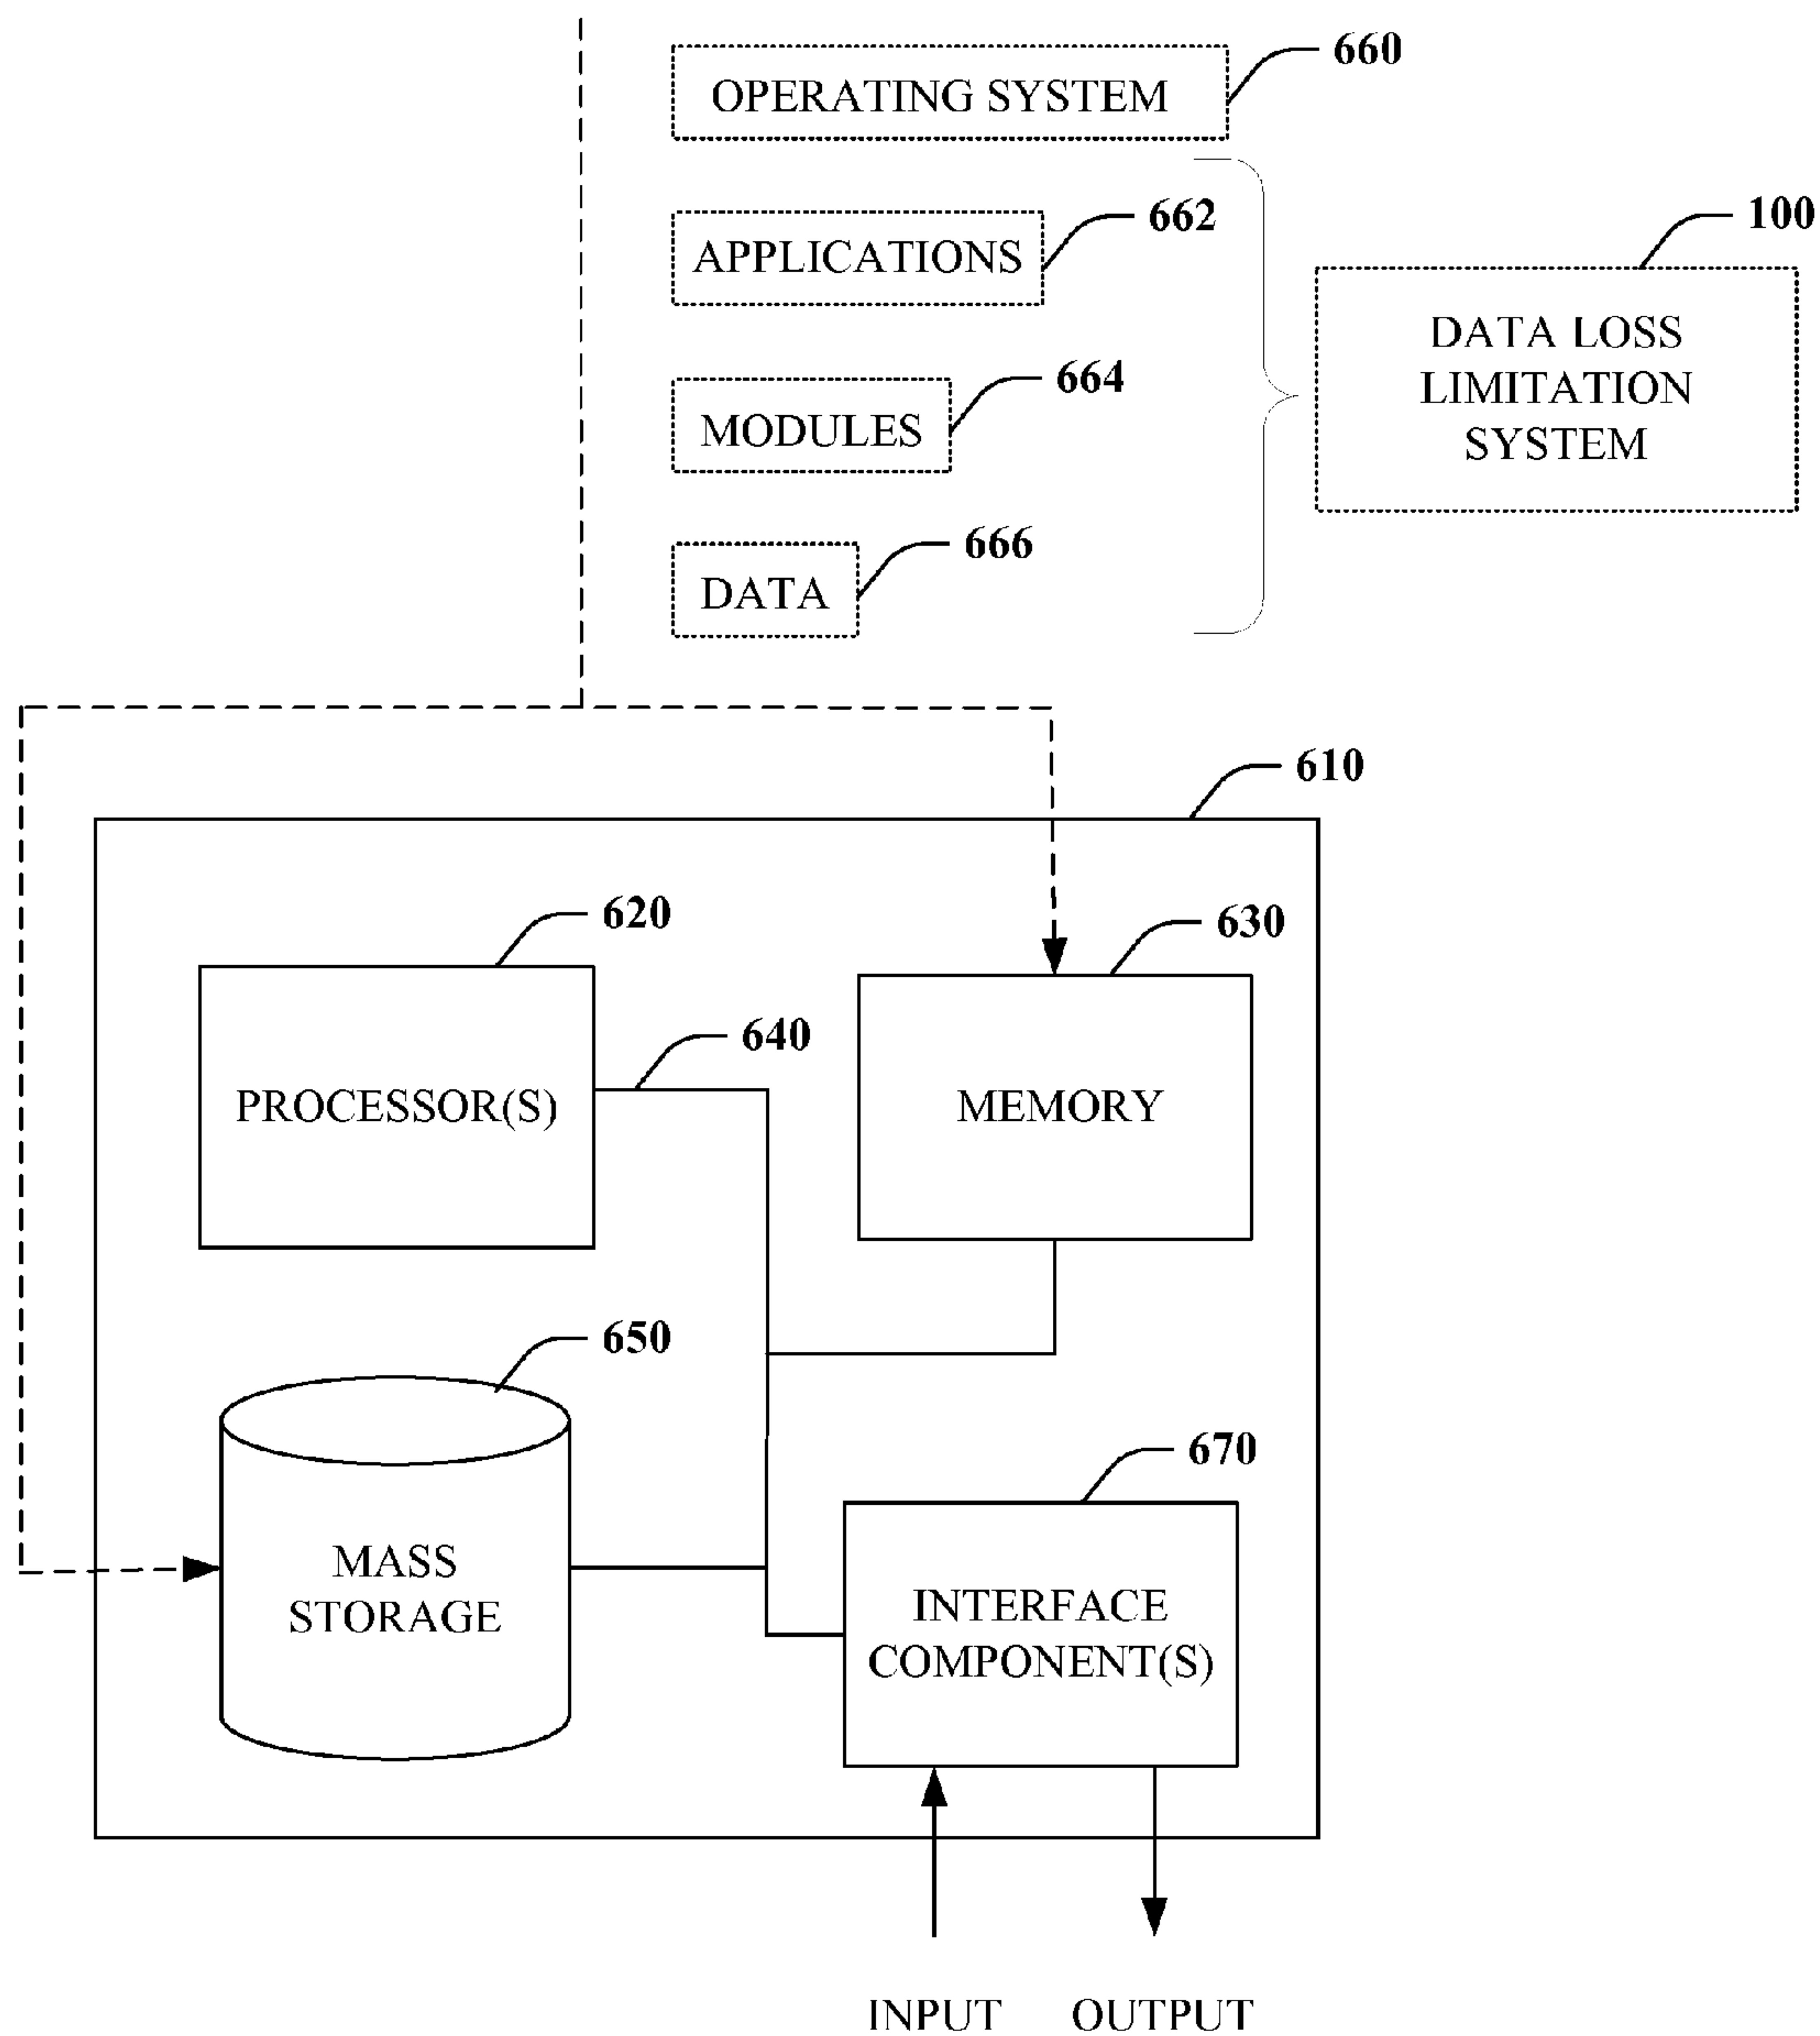 660
OPERATING SYSTEM
662
APPLICATIONS
100
DATA LOSS
LIMITATION
SYSTEM
664
MODULES
666
DATA
610
620
630
640
PROCESSOR(S)
MEMORY
650
670
MASS
STORAGE
INTERFACE
COMPONENT(S)
INPUT
OUTPUT